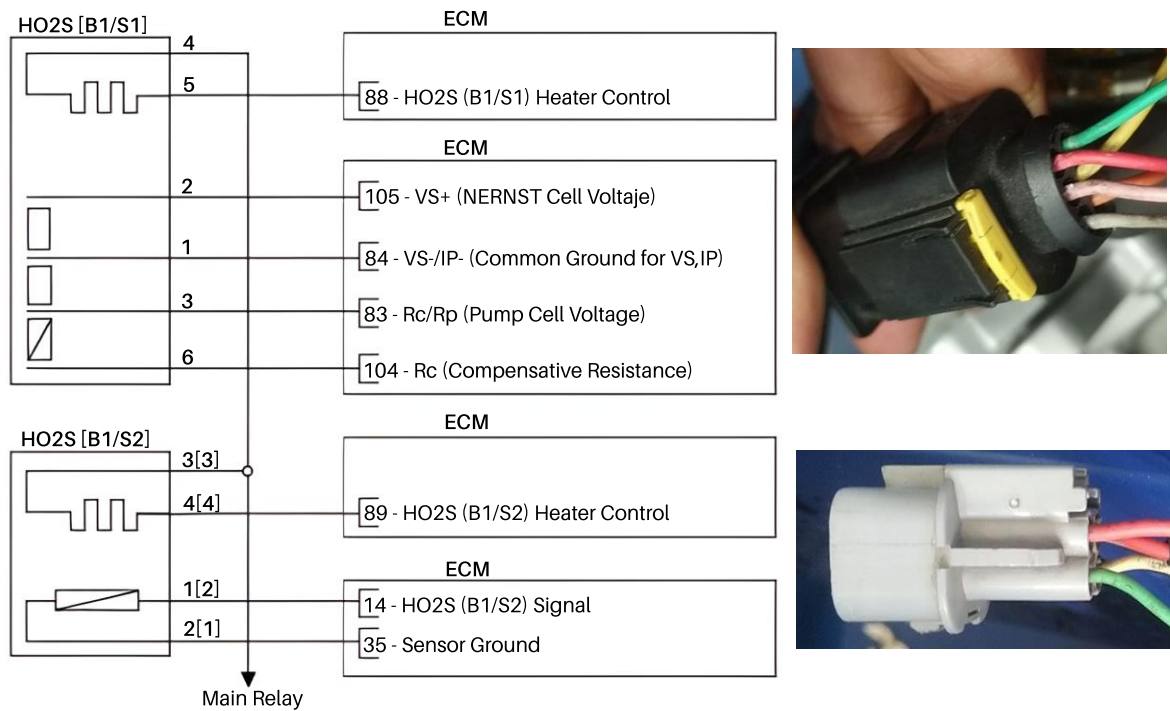 HO2S [B1/S1]
ECM
4
5
88 - HO2S (B1/S1) Heater Control
ECM
2
105 - VS+ (NERNST Cell Voltaje)
1
84 - VS-/IP- (Common Ground for VS,IP)
3
83 - Rc/Rp (Pump Cell Voltage)
6
104 - Rc (Compensative Resistance)
HO2S [B1/S2]
ECM
3[3]
4[4]
89 - HO2S (B1/S2) Heater Control
ECM
1[2]
14 - HO2S (B1/S2) Signal
2[1]
35 - Sensor Ground
Main Relay